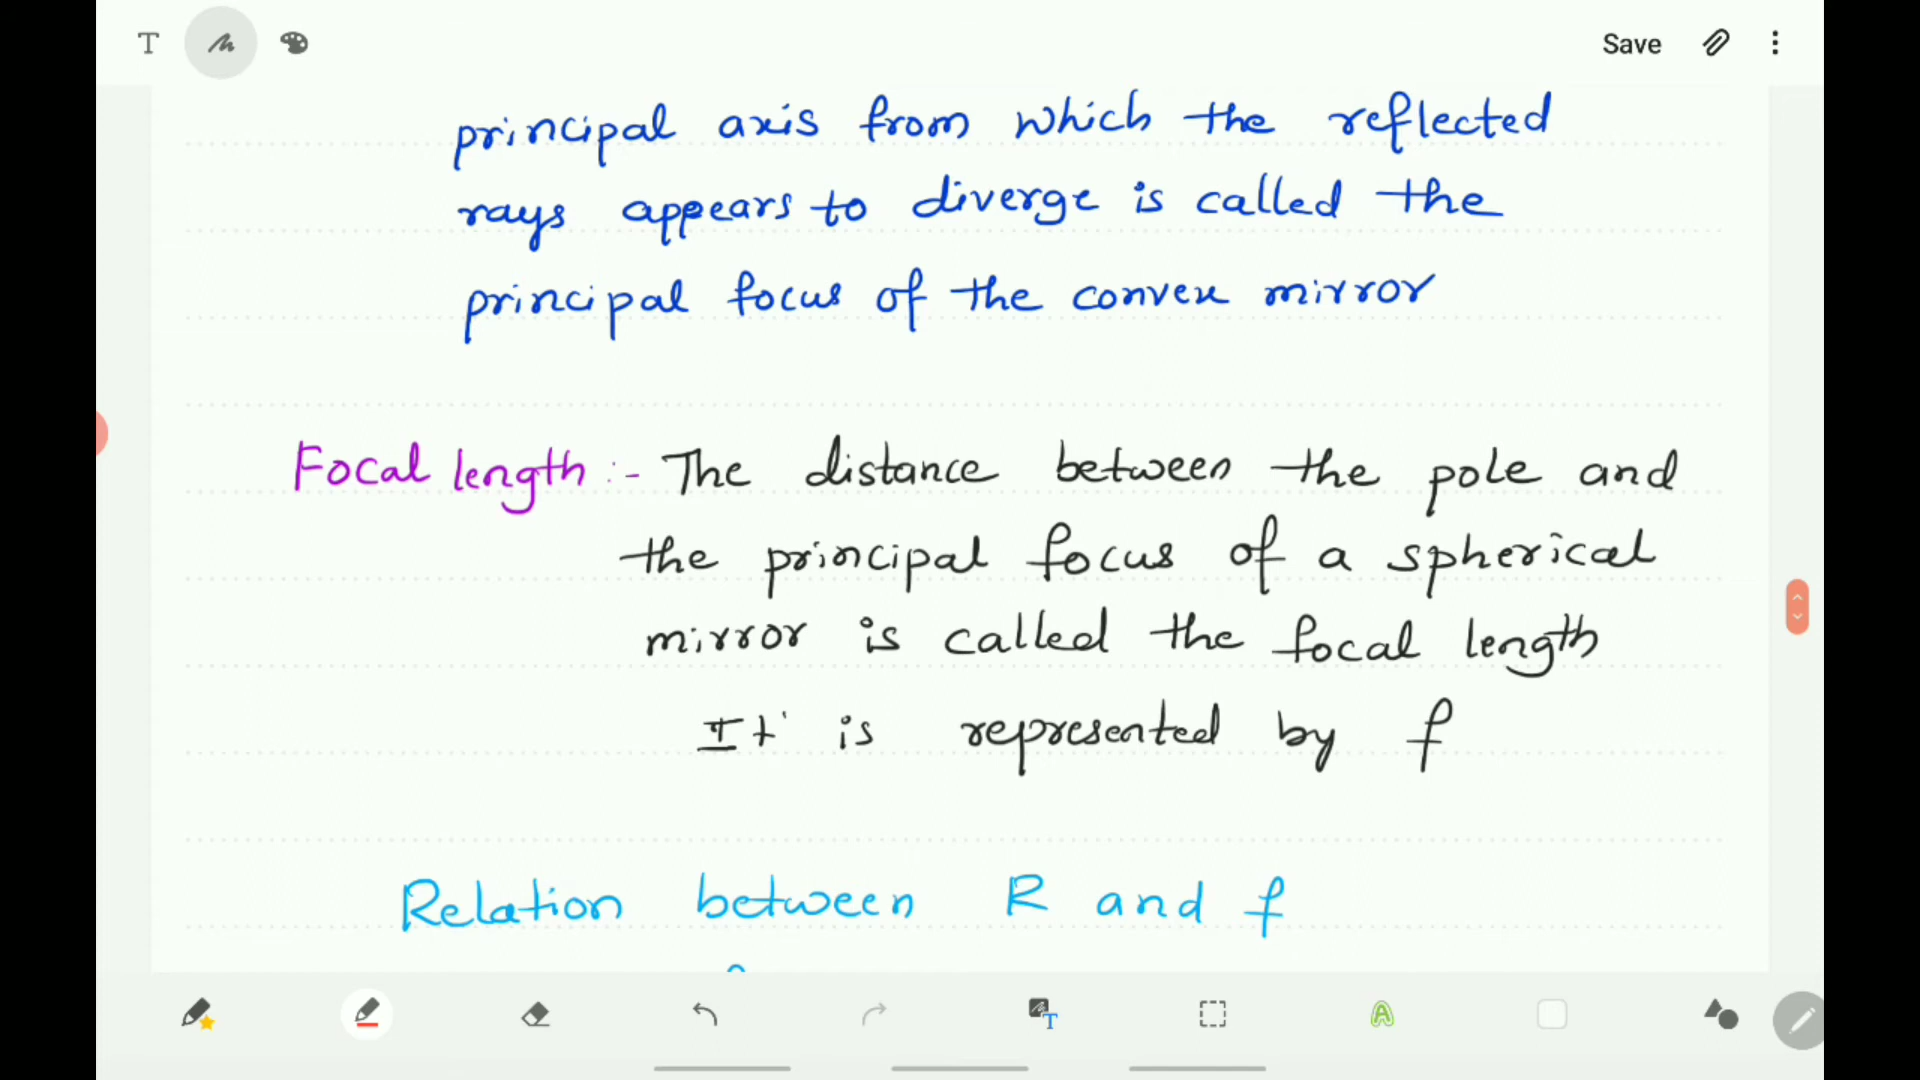 Save
principal axis from which the reflected
rays appears to diverge is called the
principal focus of the convex mirror
Focal length :- The distance between the pole and
the principal focus of a spherical
mirror is called the focal length
It is represented by f
Relation between R and f